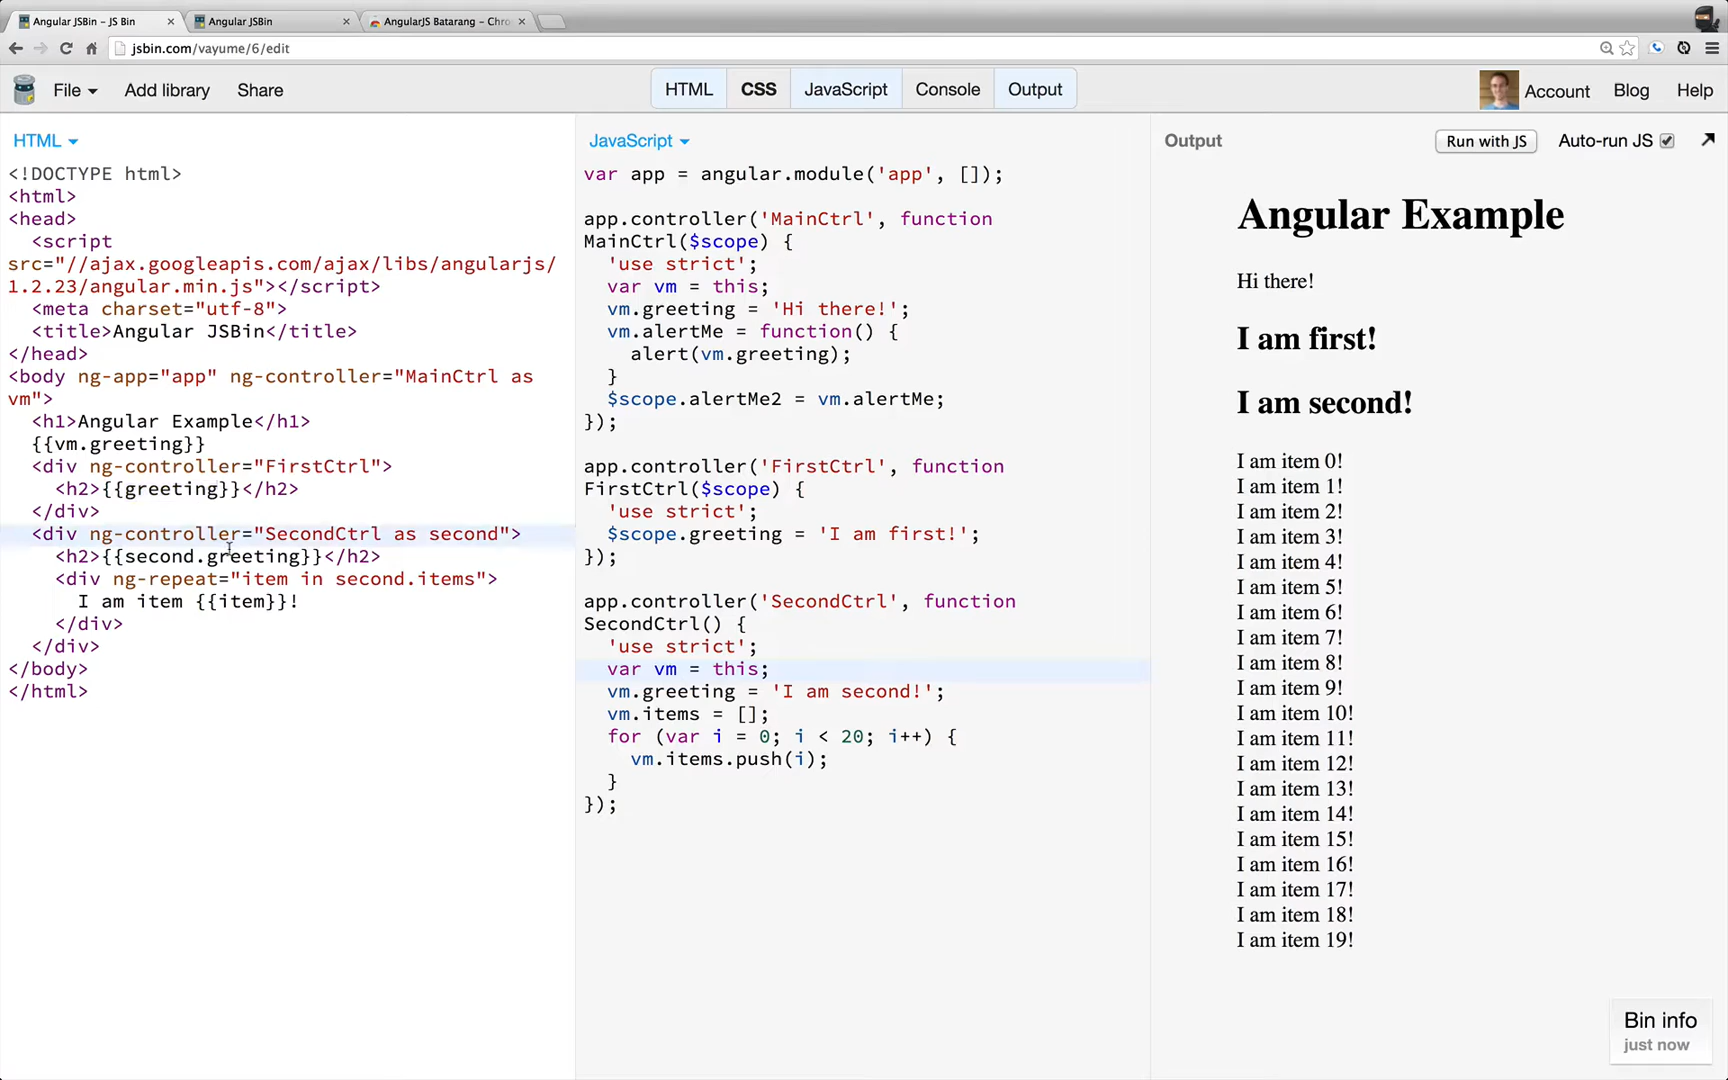 Angular JSBin - JS Bin
Angular JSBin
AngularJS Batarang - Chro
jsbin.com/vayume/6/edit
File
Add library
Share
HTML
CSS
JavaScript
Console
Output
Account
Blog
Help
HTML
<!DOCTYPE html>
<html>
<head>
<script
src="//ajax.googleapis.com/ajax/libs/angularjs/
1.2.23/angular.min.js"></script>
<meta charset="utf-8">
<title>Angular JSBin</title>
</head>
<body ng-app="app" ng-controller="MainCtrl as
vm">
<h1>Angular Example</h1>
{{vm.greeting}}
<div ng-controller="FirstCtrl">
<h2>{{greeting}}</h2>
</div>
<div ng-controller="SecondCtrl as second">
<h2>{{second.greeting}}</h2>
<div ng-repeat="item in second.items">
I am item {{item}}!
</div>
</div>
</body>
</html>
JavaScript
var app = angular.module('app', []);
app.controller('MainCtrl', function
MainCtrl($scope) {
'use strict';
var vm = this;
vm.greeting = 'Hi there!';
vm.alertMe = function() {
alert(vm.greeting);
}
$scope.alertMe2 = vm.alertMe;
});
app.controller('FirstCtrl', function
FirstCtrl($scope) {
'use strict';
$scope.greeting = 'I am first!';
});
app.controller('SecondCtrl', function
SecondCtrl() {
'use strict';
var vm = this;
vm.greeting = 'I am second!';
vm.items = [];
for (var i = 0; i < 20; i++) {
vm.items.push(i);
}
});
Output
Run with JS
Auto-run JS
Angular Example
Hi there!
I am first!
I am second!
I am item 0!
I am item 1!
I am item 2!
I am item 3!
I am item 4!
I am item 5!
I am item 6!
I am item 7!
I am item 8!
I am item 9!
I am item 10!
I am item 11!
I am item 12!
I am item 13!
I am item 14!
I am item 15!
I am item 16!
I am item 17!
I am item 18!
I am item 19!
Bin info
just now